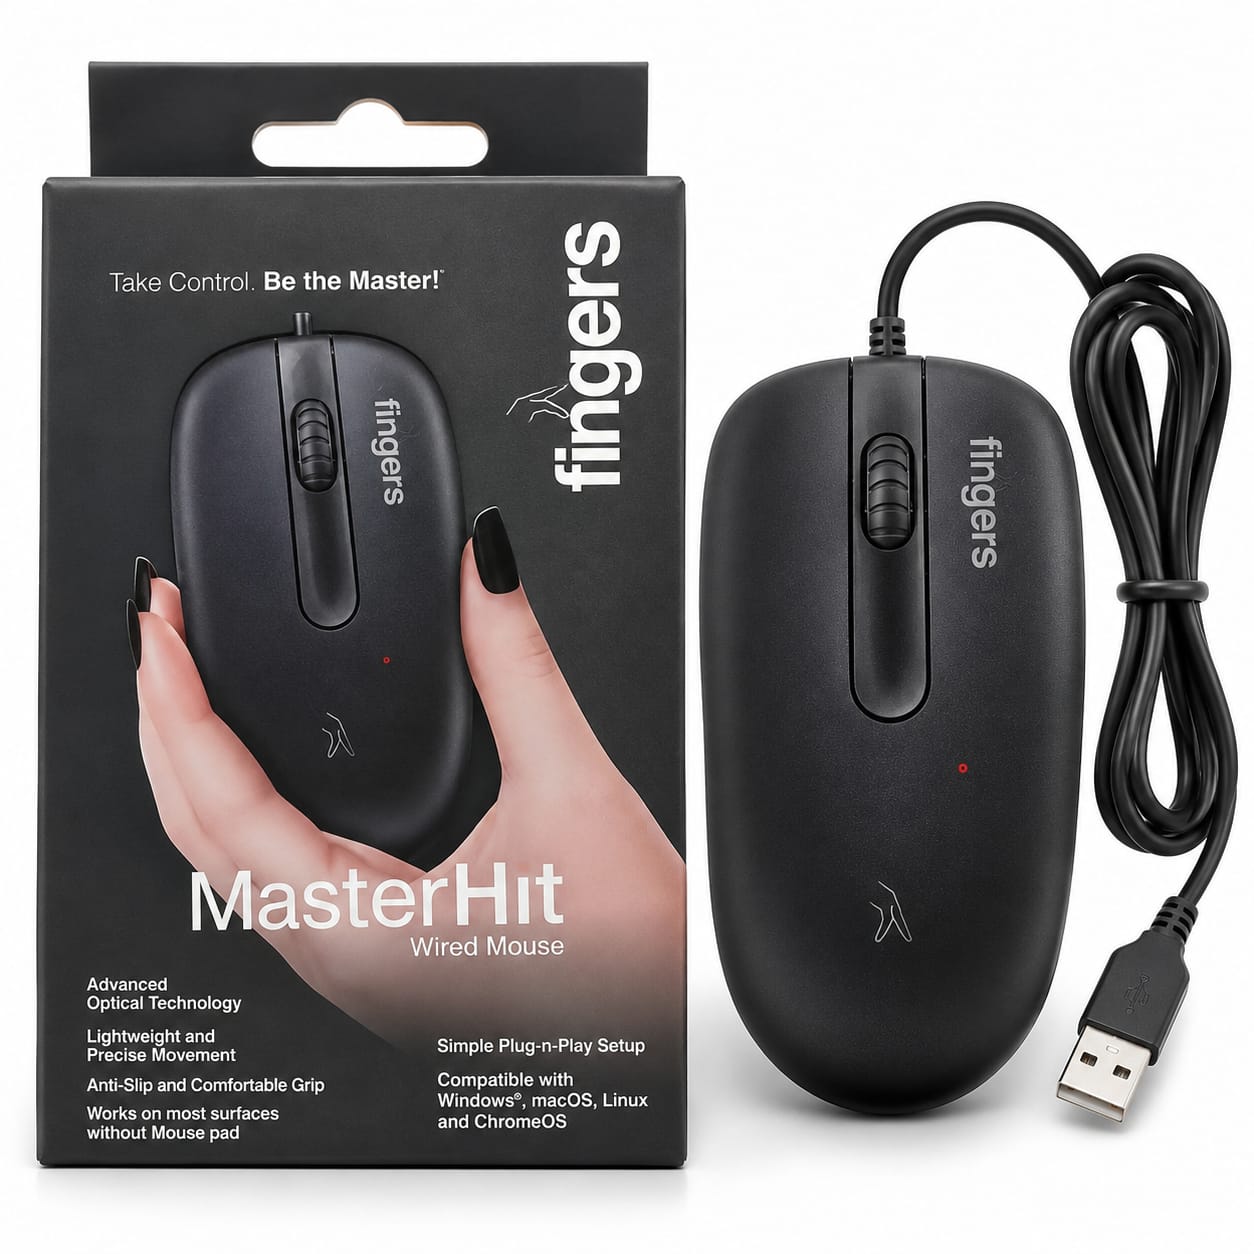 Take Control. Be the Master!
fingers
fingers
MasterHit
Wired Mouse
Advanced
Optical Technology
Lightweight and
Precise Movement
Anti-Slip and Comfortable Grip
Works on most surfaces
without Mouse pad
Simple Plug-n-Play Setup
Compatible with
Windows®, macOS, Linux
and ChromeOS
fingers